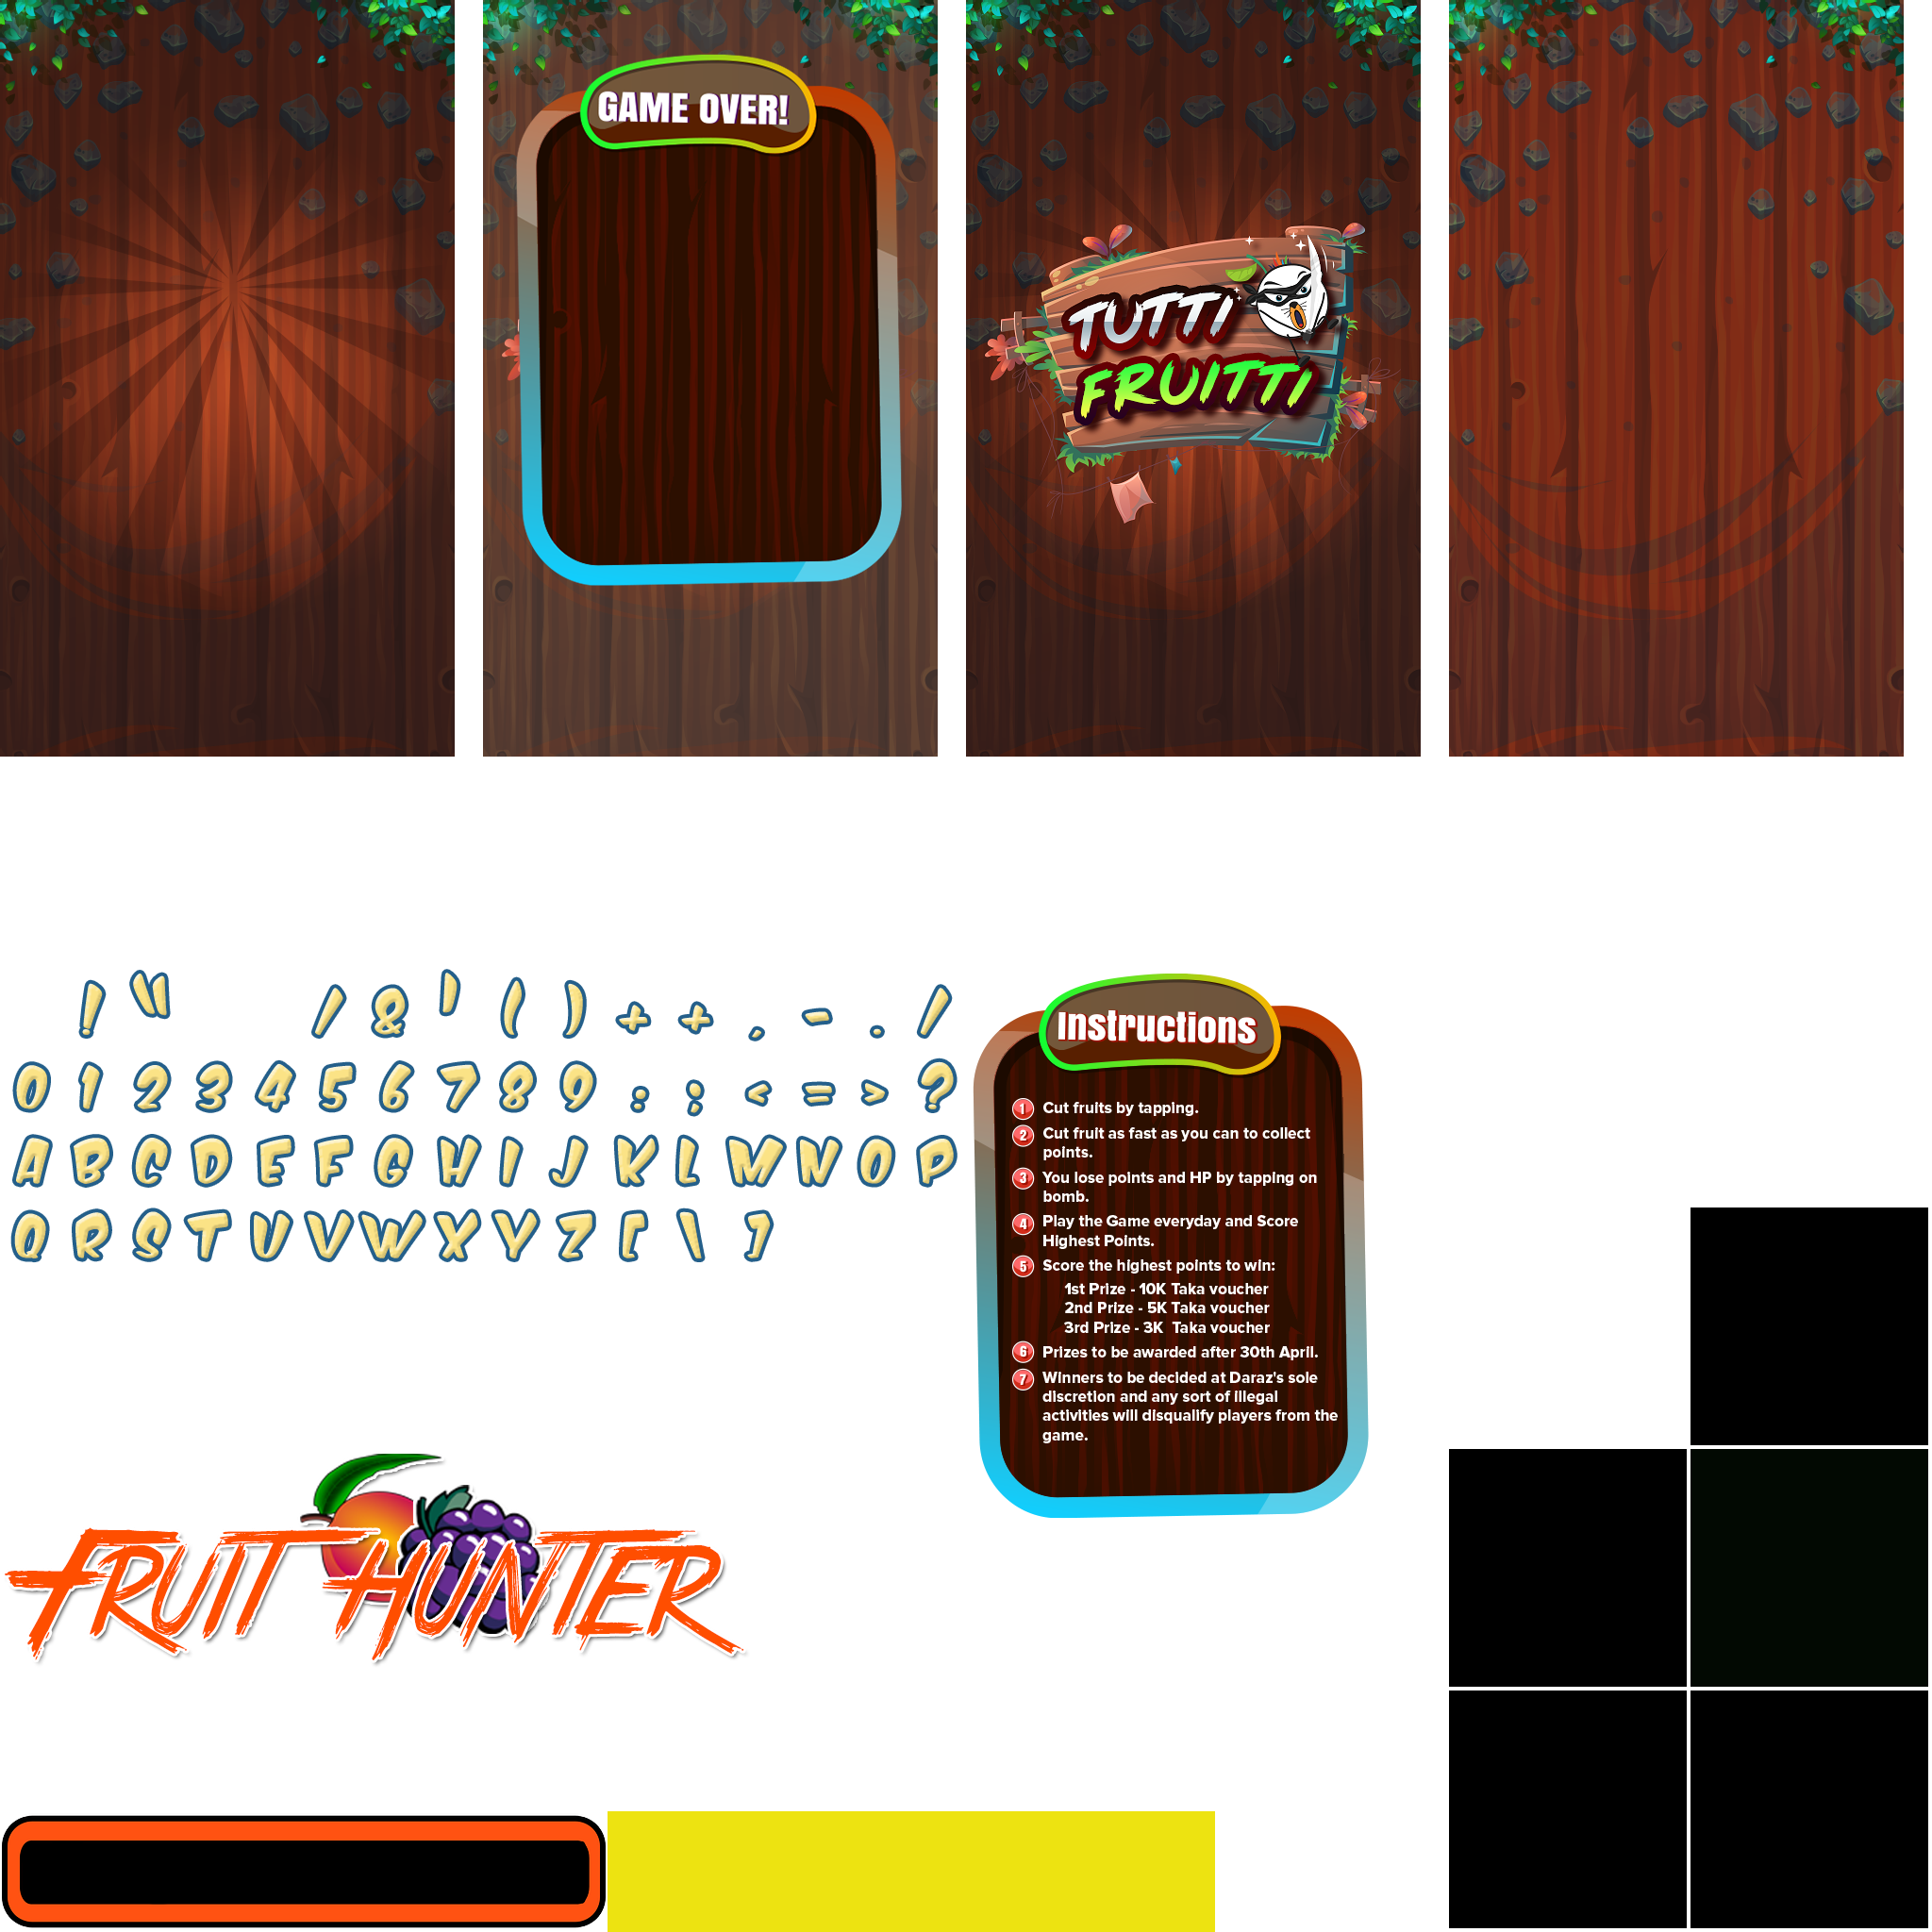 GAME OVER!
TUTTI
FRUITTI
! " / & ' ( ) + + , - . /
0 1 2 3 4 5 6 7 8 9 : ; < = > ?
A B C D E F G H I J K L M N O P
Q R S T U V W X Y Z [ \ ]
Instructions
1 Cut fruits by tapping.
2 Cut fruit as fast as you can to collect
points.
3 You lose points and HP by tapping on
bomb.
4 Play the Game everyday and Score
Highest Points.
5 Score the highest points to win:
1st Prize - 10K Taka voucher
2nd Prize - 5K Taka voucher
3rd Prize - 3K Taka voucher
6 Prizes to be awarded after 30th April.
7 Winners to be decided at Daraz's sole
discretion and any sort of illegal
activities will disqualify players from the
game.
FRUIT HUNTER